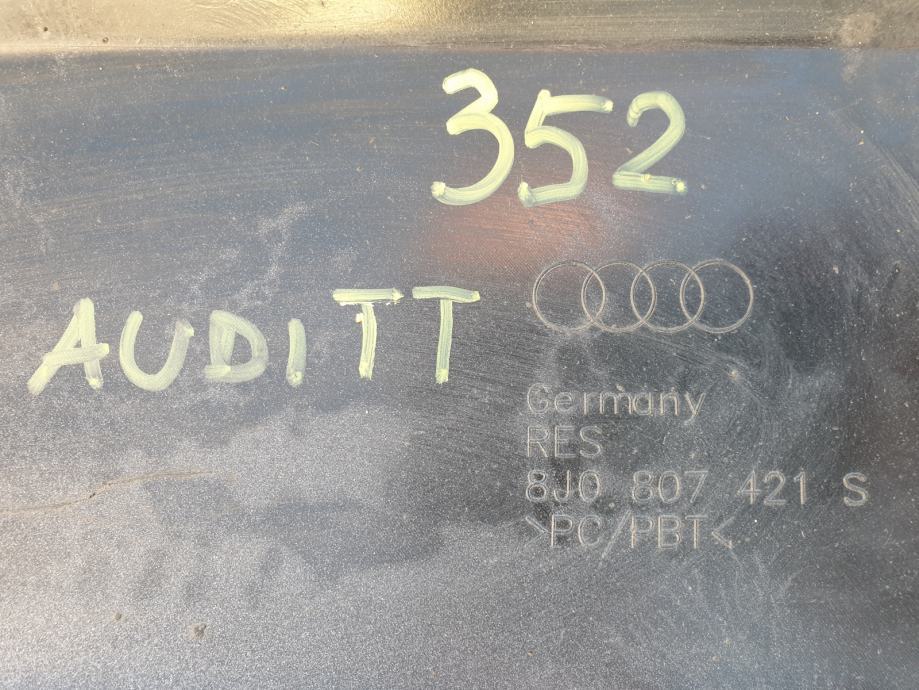 352
AUDI TT
Germany
RES
8J0 807 421 S
>PC/PBT<